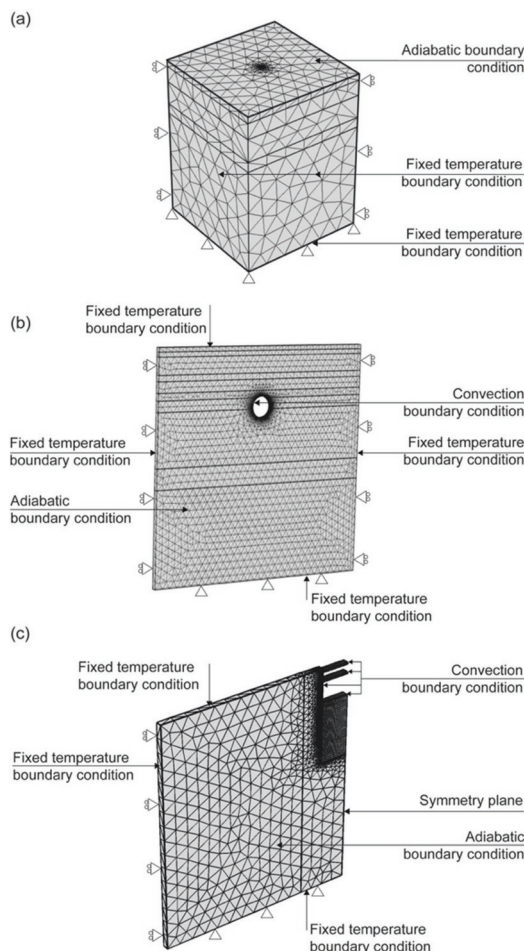 (a)
Adiabatic boundary
condition
Fixed temperature
boundary condition
Fixed temperature
boundary condition
(b)
Fixed temperature
boundary condition
Convection
boundary condition
Fixed temperature
boundary condition
Fixed temperature
boundary condition
Adiabatic
boundary condition
Fixed temperature
boundary condition
(c)
Fixed temperature
boundary condition
Convection
boundary condition
Fixed temperature
boundary condition
Symmetry plane
Adiabatic
boundary condition
Fixed temperature
boundary condition